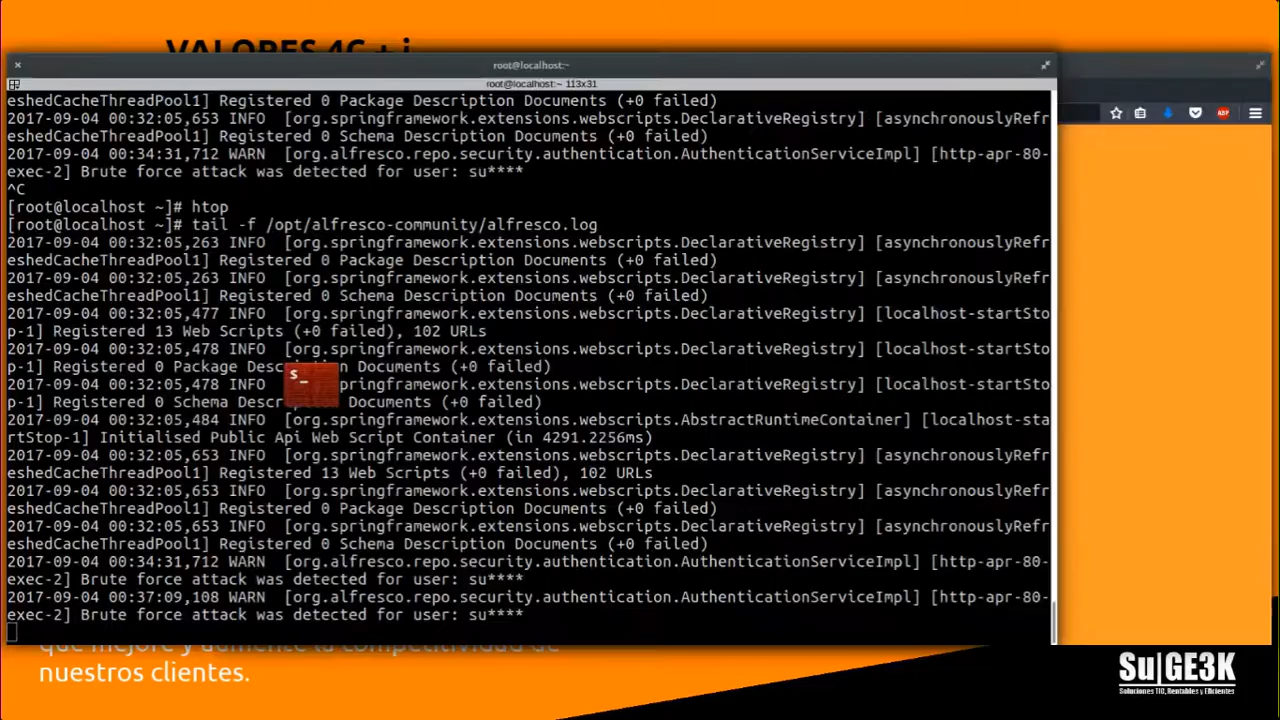 VALORES 4C + i
root@localhost:~
root@localhost:~ 113x31
eshedCacheThreadPool1] Registered 0 Package Description Documents (+0 failed)
2017-09-04 00:32:05,653 INFO  [org.springframework.extensions.webscripts.DeclarativeRegistry] [asynchronouslyRefr
eshedCacheThreadPool1] Registered 0 Schema Description Documents (+0 failed)
2017-09-04 00:34:31,712 WARN  [org.alfresco.repo.security.authentication.AuthenticationServiceImpl] [http-apr-80-
exec-2] Brute force attack was detected for user: su****
^C
[root@localhost ~]# htop
[root@localhost ~]# tail -f /opt/alfresco-community/alfresco.log
2017-09-04 00:32:05,263 INFO  [org.springframework.extensions.webscripts.DeclarativeRegistry] [asynchronouslyRefr
eshedCacheThreadPool1] Registered 0 Package Description Documents (+0 failed)
2017-09-04 00:32:05,263 INFO  [org.springframework.extensions.webscripts.DeclarativeRegistry] [asynchronouslyRefr
eshedCacheThreadPool1] Registered 0 Schema Description Documents (+0 failed)
2017-09-04 00:32:05,477 INFO  [org.springframework.extensions.webscripts.DeclarativeRegistry] [localhost-startSto
p-1] Registered 13 Web Scripts (+0 failed), 102 URLs
2017-09-04 00:32:05,478 INFO  [org.springframework.extensions.webscripts.DeclarativeRegistry] [localhost-startSto
p-1] Registered 0 Package Description Documents (+0 failed)
2017-09-04 00:32:05,478 INFO  $_ pringframework.extensions.webscripts.DeclarativeRegistry] [localhost-startSto
p-1] Registered 0 Schema Descr Documents (+0 failed)
2017-09-04 00:32:05,484 INFO  [org.springframework.extensions.webscripts.AbstractRuntimeContainer] [localhost-sta
rtStop-1] Initialised Public Api Web Script Container (in 4291.2256ms)
2017-09-04 00:32:05,653 INFO  [org.springframework.extensions.webscripts.DeclarativeRegistry] [asynchronouslyRefr
eshedCacheThreadPool1] Registered 13 Web Scripts (+0 failed), 102 URLs
2017-09-04 00:32:05,653 INFO  [org.springframework.extensions.webscripts.DeclarativeRegistry] [asynchronouslyRefr
eshedCacheThreadPool1] Registered 0 Package Description Documents (+0 failed)
2017-09-04 00:32:05,653 INFO  [org.springframework.extensions.webscripts.DeclarativeRegistry] [asynchronouslyRefr
eshedCacheThreadPool1] Registered 0 Schema Description Documents (+0 failed)
2017-09-04 00:34:31,712 WARN  [org.alfresco.repo.security.authentication.AuthenticationServiceImpl] [http-apr-80-
exec-2] Brute force attack was detected for user: su****
2017-09-04 00:37:09,108 WARN  [org.alfresco.repo.security.authentication.AuthenticationServiceImpl] [http-apr-80-
exec-2] Brute force attack was detected for user: su****
que mejore y aumente la competitividad de
nuestros clientes.
Su|GE3K
Soluciones TIO, Rentables y Eficientes
ABP